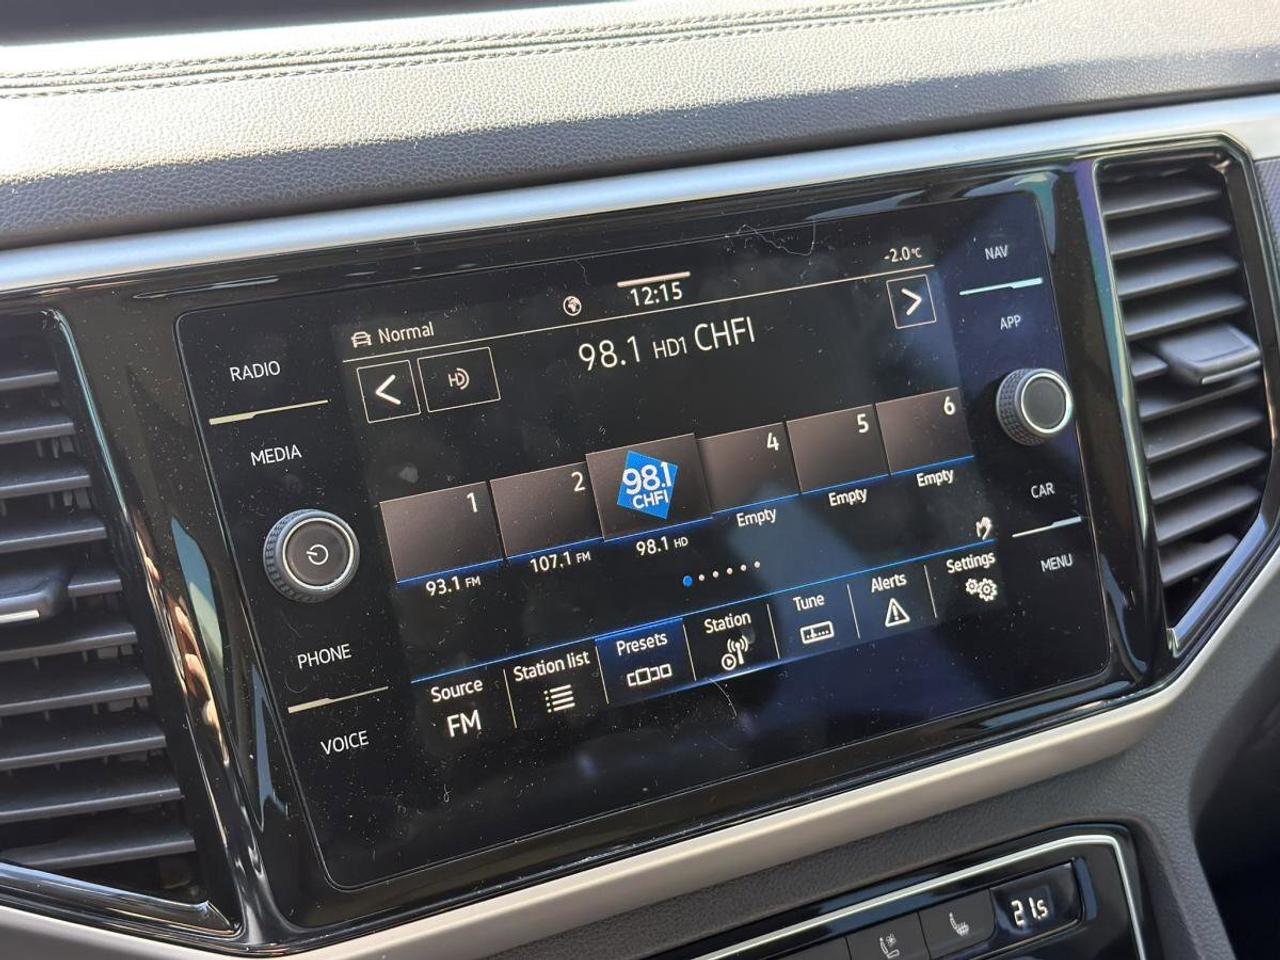 -2.0°C
12:15
Normal
98.1 HD1 CHFI
HD
RADIO
MEDIA
PHONE
VOICE
NAV
APP
CAR
MENU
1
2
98.1
CHFI
4
5
6
93.1 FM
107.1 FM
98.1 HD
Empty
Empty
Empty
Source
FM
Station list
Presets
Station
Tune
Alerts
Settings
21.5